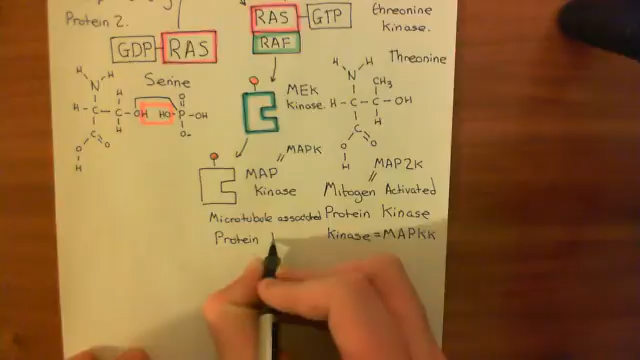 Protein 2.
GDP RAS
RAS GTP
RAF
threonine
kinase.
Serine
H H
N
H
H - C - C - OH HO - P - OH
H
O
O-
C
O O
H
MEK
Kinase.
Threonine
H H
N
CH3
H - C - C - OH
H
C
O O
H
MAPK
MAP
Kinase
MAP2K
Mitogen Activated
Microtubule associated Protein Kinase
Protein
Kinase = MAPKK